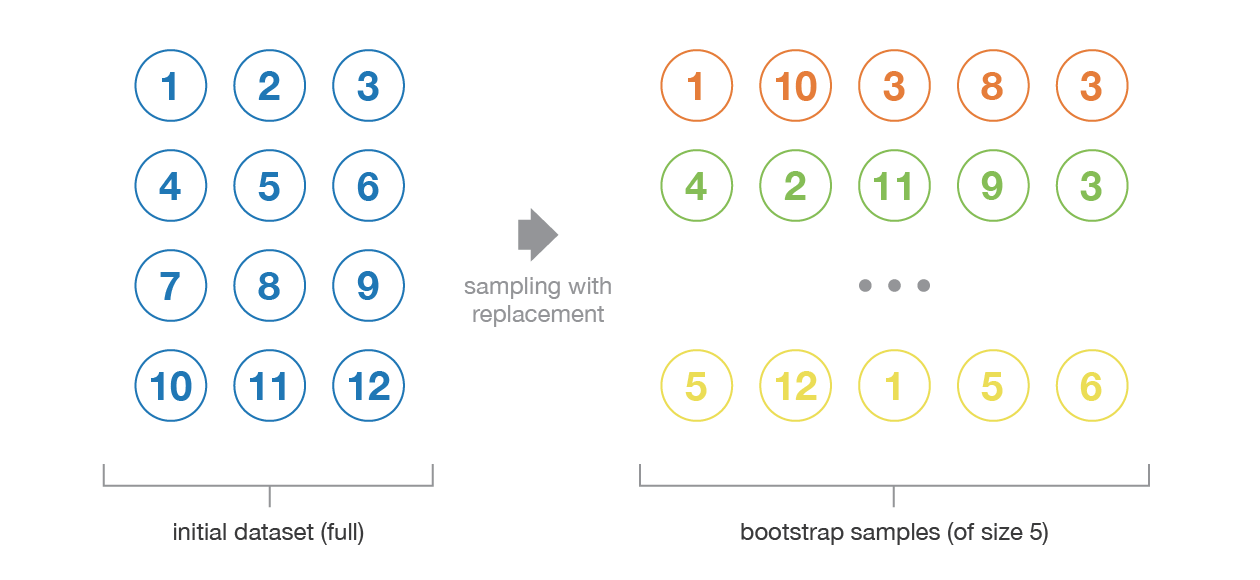 1 2 3
4 5 6
7 8 9
10 11 12
initial dataset (full)
sampling with
replacement
1 10 3 8 3
4 2 11 9 3
5 12 1 5 6
bootstrap samples (of size 5)